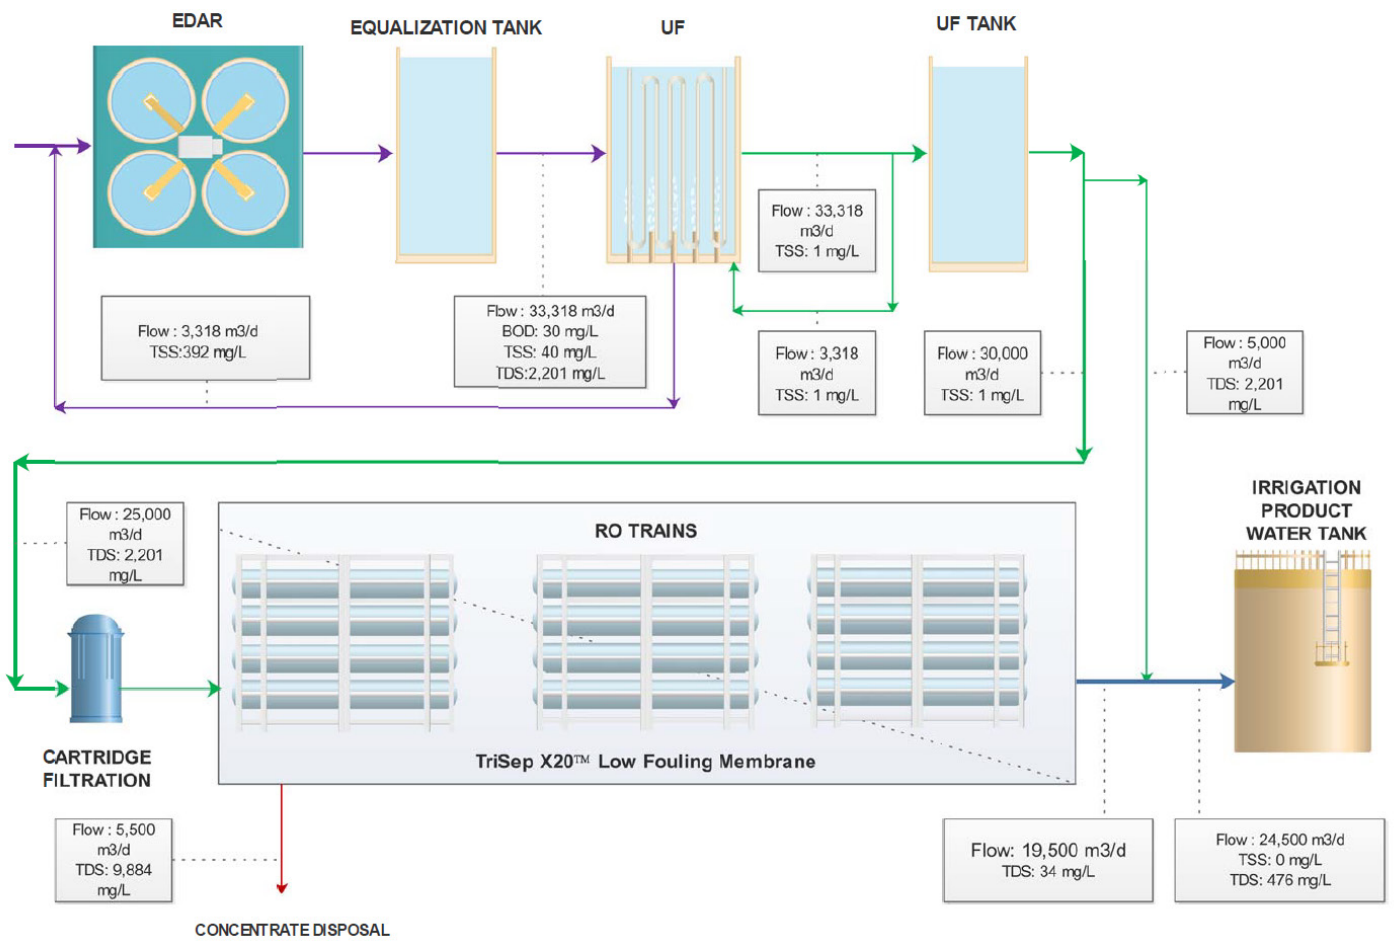 EDAR
EQUALIZATION TANK
UF
UF TANK
Flow : 33,318
m3/d
TSS: 1 mg/L
Flow : 3,318 m3/d
TSS:392 mg/L
Flow : 33,318 m3/d
BOD: 30 mg/L
TSS: 40 mg/L
TDS:2,201 mg/L
Flow : 3,318
m3/d
TSS: 1 mg/L
Flow : 30,000
m3/d
TSS: 1 mg/L
Flow : 5,000
m3/d
TDS: 2,201
mg/L
Flow : 25,000
m3/d
TDS: 2,201
mg/L
RO TRAINS
IRRIGATION
PRODUCT
WATER TANK
TriSep X20™ Low Fouling Membrane
CARTRIDGE
FILTRATION
Flow : 5,500
m3/d
TDS: 9,884
mg/L
Flow: 19,500 m3/d
TDS: 34 mg/L
Flow : 24,500 m3/d
TSS: 0 mg/L
TDS: 476 mg/L
CONCENTRATE DISPOSAL